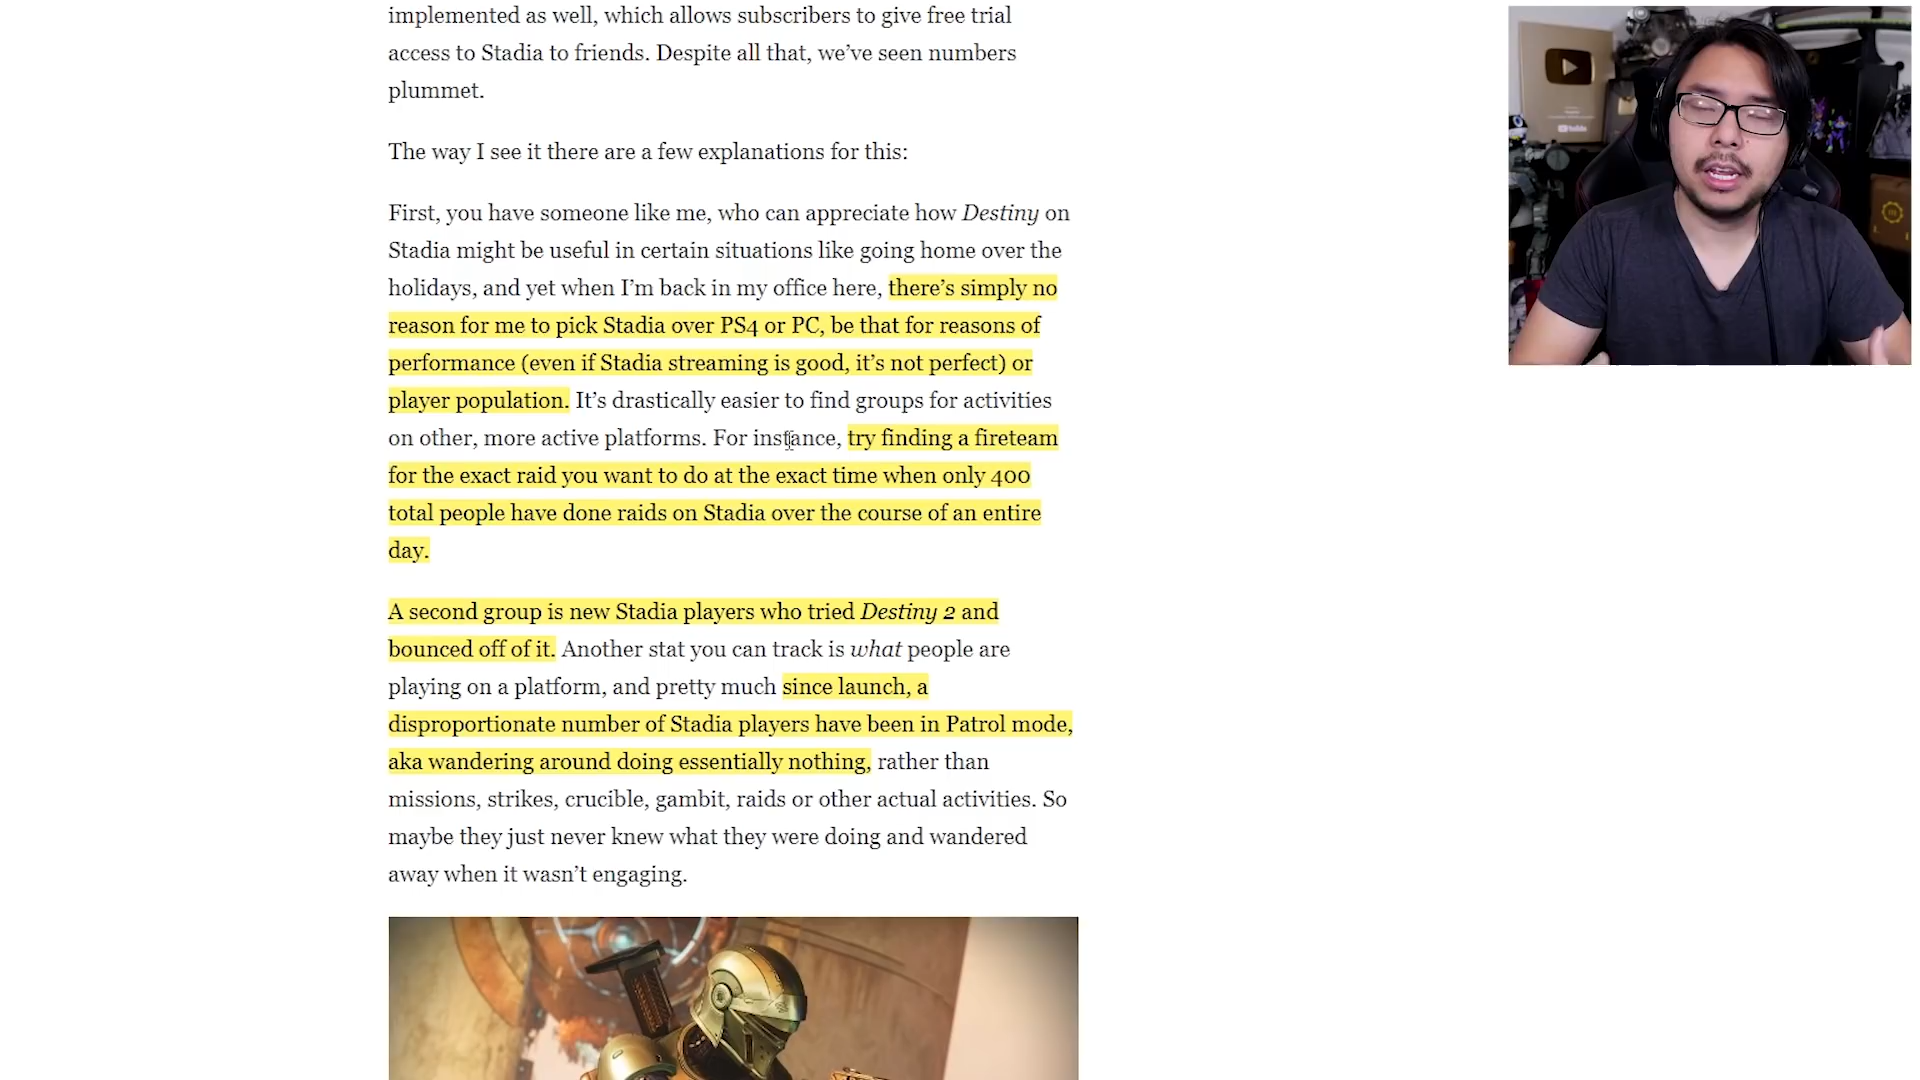 implemented as well, which allows subscribers to give free trial
access to Stadia to friends. Despite all that, we’ve seen numbers
plummet.
The way I see it there are a few explanations for this:
First, you have someone like me, who can appreciate how Destiny on
Stadia might be useful in certain situations like going home over the
holidays, and yet when I’m back in my office here, there’s simply no
reason for me to pick Stadia over PS4 or PC, be that for reasons of
performance (even if Stadia streaming is good, it’s not perfect) or
player population. It’s drastically easier to find groups for activities
on other, more active platforms. For instance, try finding a fireteam
for the exact raid you want to do at the exact time when only 400
total people have done raids on Stadia over the course of an entire
day.
A second group is new Stadia players who tried Destiny 2 and
bounced off of it. Another stat you can track is what people are
playing on a platform, and pretty much since launch, a
disproportionate number of Stadia players have been in Patrol mode,
aka wandering around doing essentially nothing, rather than
missions, strikes, crucible, gambit, raids or other actual activities. So
maybe they just never knew what they were doing and wandered
away when it wasn’t engaging.